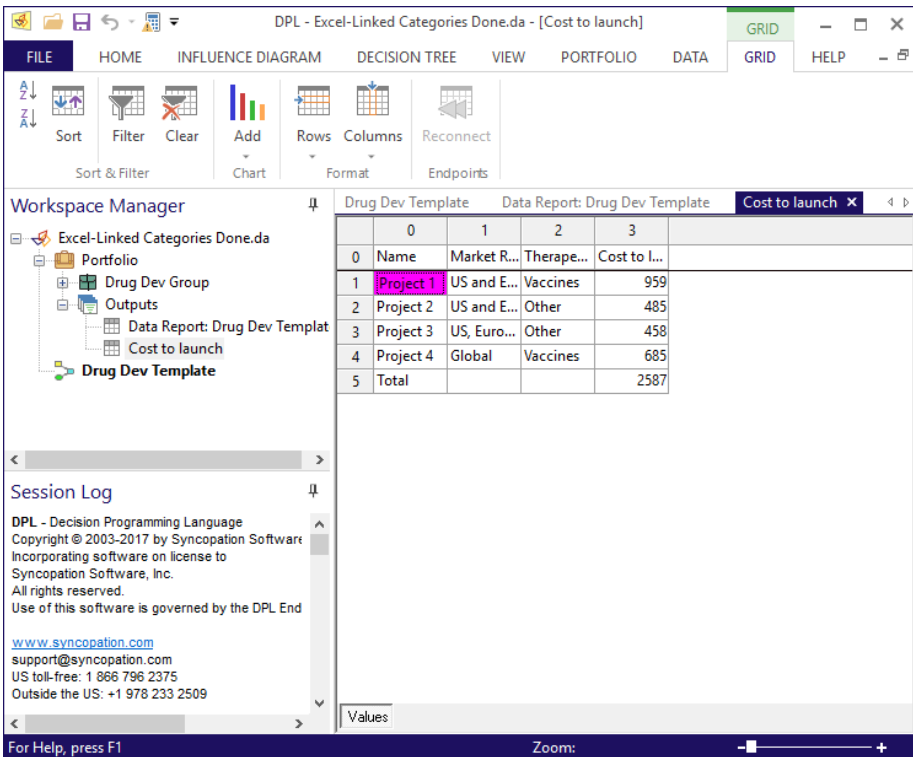 DPL - Excel-Linked Categories Done.da - [Cost to launch]
GRID
FILE HOME INFLUENCE DIAGRAM DECISION TREE VIEW PORTFOLIO DATA GRID HELP
A Z
Z A
Sort Filter Clear Add Rows Columns Reconnect
Sort & Filter Chart Format Endpoints
Workspace Manager
Excel-Linked Categories Done.da
Portfolio
Drug Dev Group
Outputs
Data Report: Drug Dev Templat
Cost to launch
Drug Dev Template
Session Log
DPL - Decision Programming Language
Copyright © 2003-2017 by Syncopation Software
Incorporating software on license to
Syncopation Software, Inc.
All rights reserved.
Use of this software is governed by the DPL End
www.syncopation.com
support@syncopation.com
US toll-free: 1 866 796 2375
Outside the US: +1 978 233 2509
Drug Dev Template Data Report: Drug Dev Template Cost to launch
0 1 2 3
0 Name Market R... Therape... Cost to l...
1 Project 1 US and E... Vaccines 959
2 Project 2 US and E... Other 485
3 Project 3 US, Euro... Other 458
4 Project 4 Global Vaccines 685
5 Total 2587
Values
For Help, press F1 Zoom: